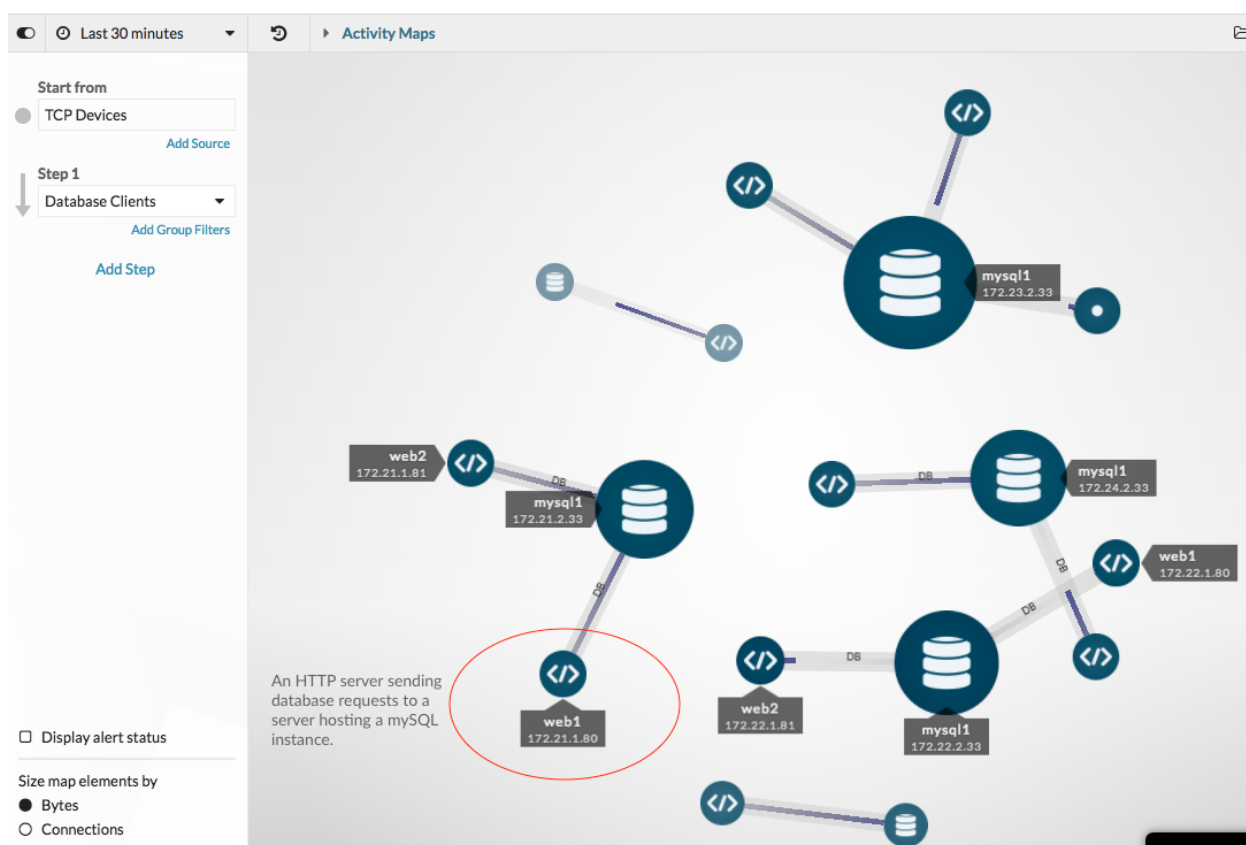 Last 30 minutes
Activity Maps
Start from
TCP Devices
Add Source
Step 1
Database Clients
Add Group Filters
Add Step
mysql1
172.23.2.33
web2
172.21.1.81
DB
mysql1
172.21.2.33
DB
DB
mysql1
172.24.2.33
DB
web1
172.22.1.80
DB
An HTTP server sending
database requests to a
server hosting a mySQL
instance.
web1
172.21.1.80
DB
web2
172.22.1.81
mysql1
172.22.2.33
Display alert status
Size map elements by
Bytes
Connections